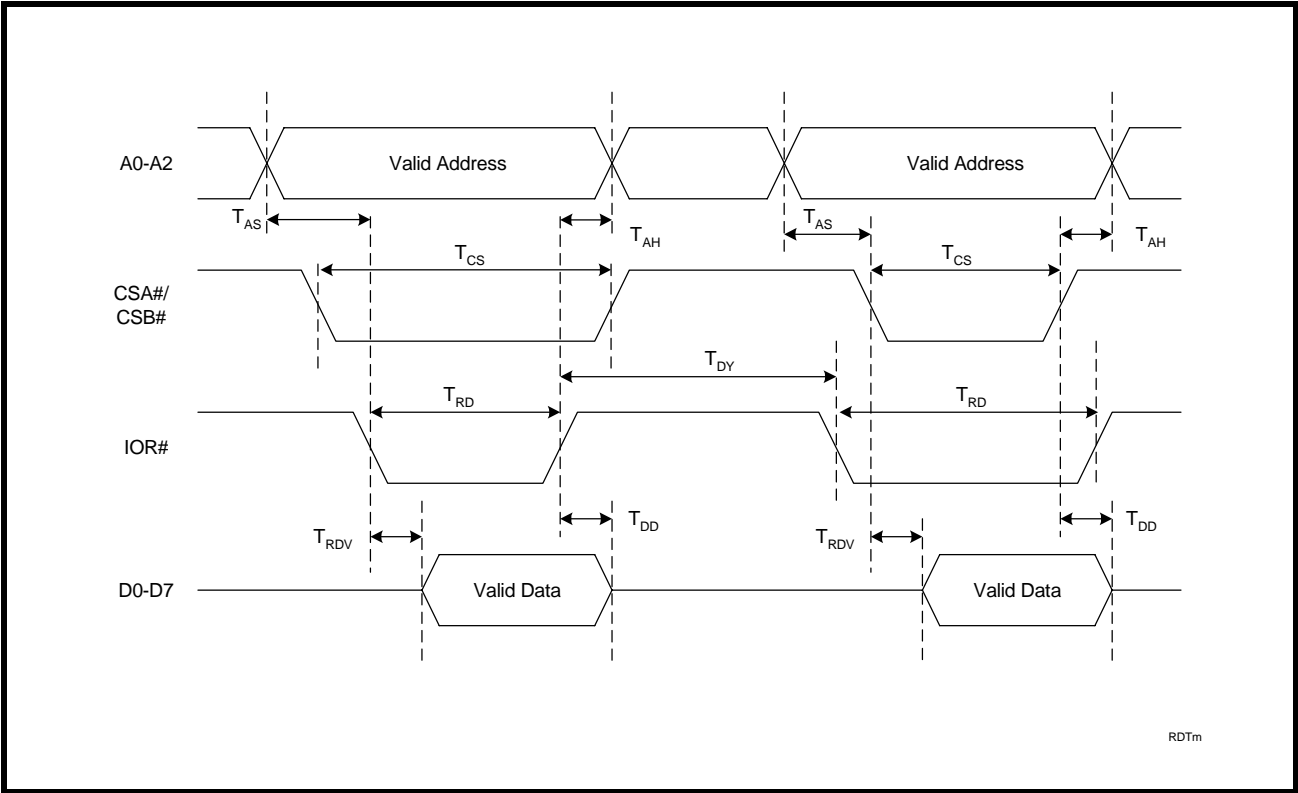 A0-A2
Valid Address
Valid Address
TAS
TAH
TAS
TAH
TCS
TCS
CSA#/
CSB#
TDY
TRD
TRD
IOR#
TRDV
TDD
TRDV
TDD
D0-D7
Valid Data
Valid Data
RDTm